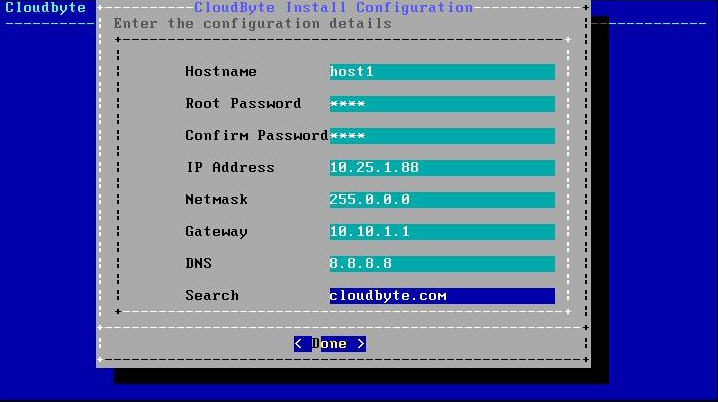 Cloudbyte
CloudByte Install Configuration
Enter the configuration details
Hostname host1
Root Password ****
Confirm Password ****
IP Address 10.25.1.88
Netmask 255.0.0.0
Gateway 10.10.1.1
DNS 8.8.8.8
Search cloudbyte.com
< Done >